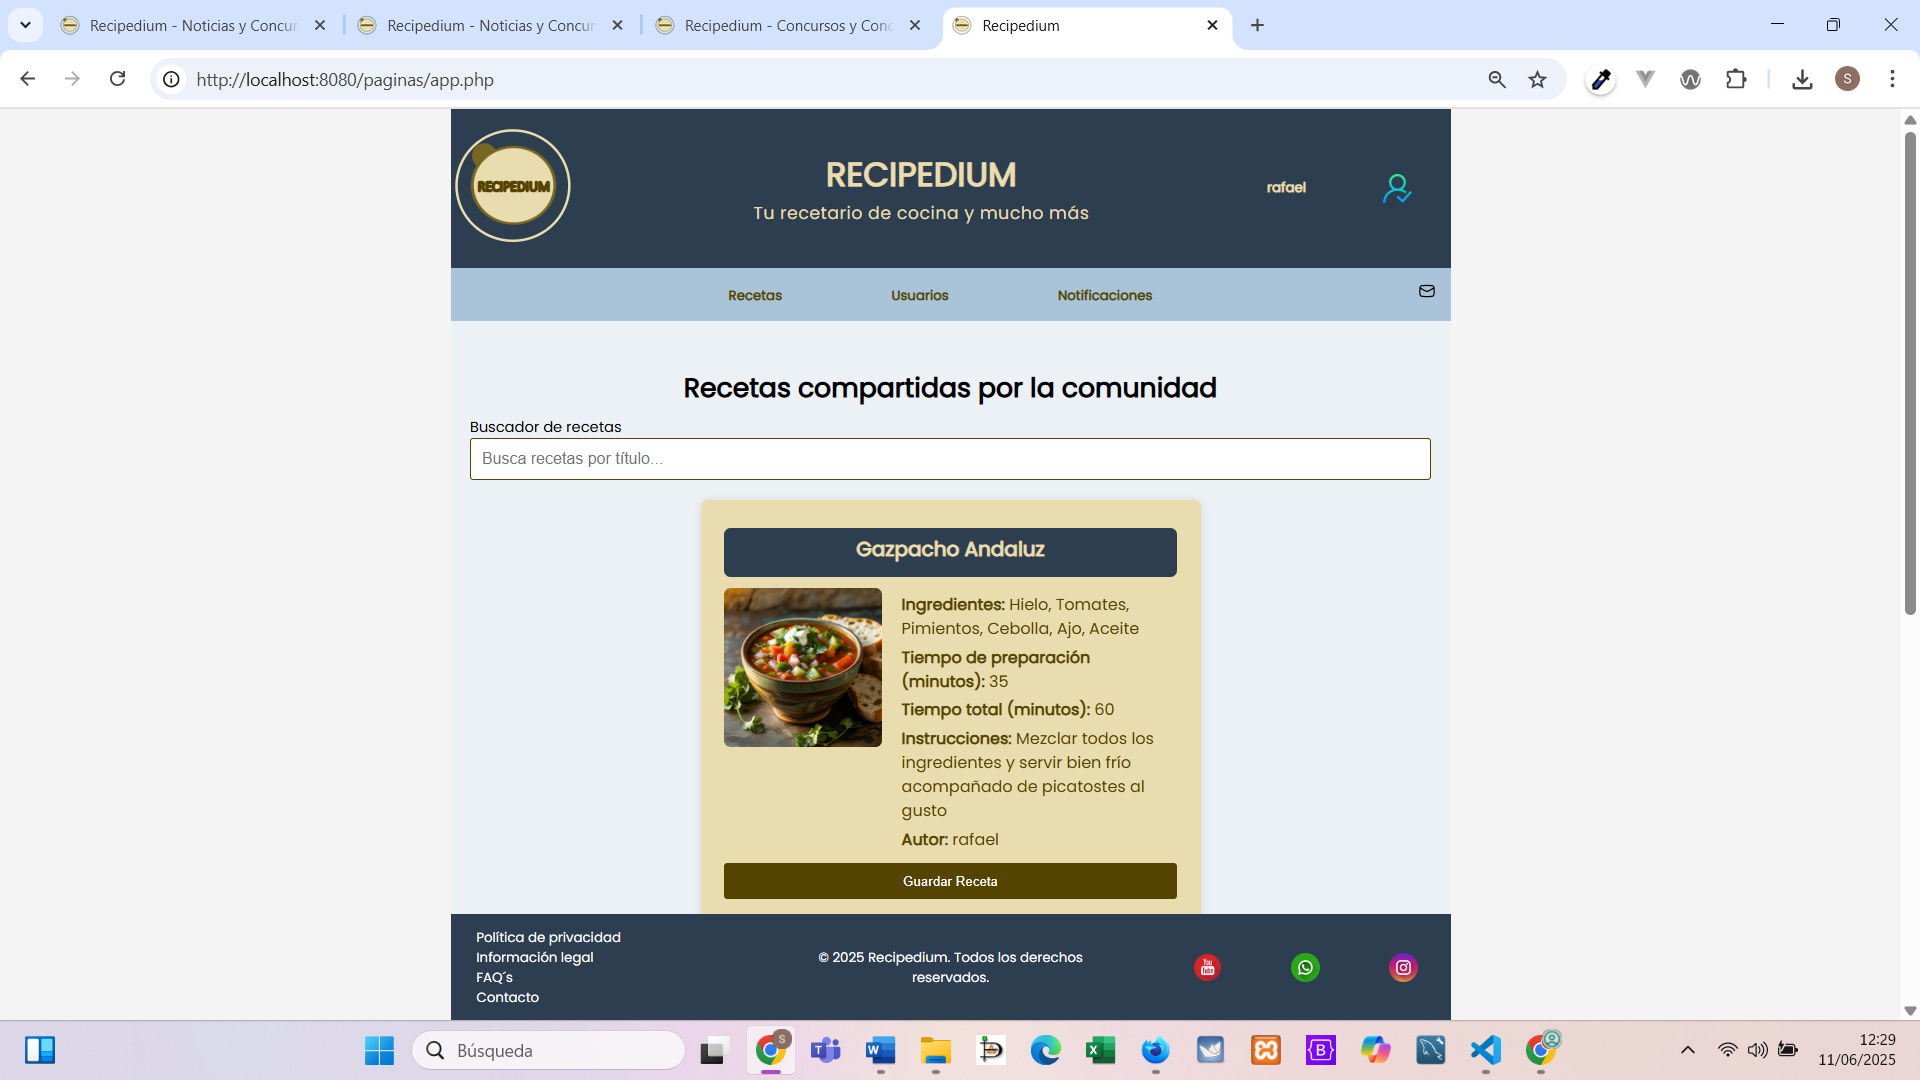 Recipedium - Noticias y Concur
Recipedium - Noticias y Concur
Recipedium - Concursos y Conc
Recipedium
http://localhost:8080/paginas/app.php
S
RECIPEDIUM
RECIPEDIUM
Tu recetario de cocina y mucho más
rafael
Recetas
Usuarios
Notificaciones
Recetas compartidas por la comunidad
Buscador de recetas
Busca recetas por título...
Gazpacho Andaluz
Ingredientes: Hielo, Tomates,
Pimientos, Cebolla, Ajo, Aceite
Tiempo de preparación
(minutos): 35
Tiempo total (minutos): 60
Instrucciones: Mezclar todos los
ingredientes y servir bien frío
acompañado de picatostes al
gusto
Autor: rafael
Guardar Receta
Política de privacidad
Información legal
FAQ´s
Contacto
© 2025 Recipedium. Todos los derechos
reservados.
You
Tube
Búsqueda
S
12:29
11/06/2025